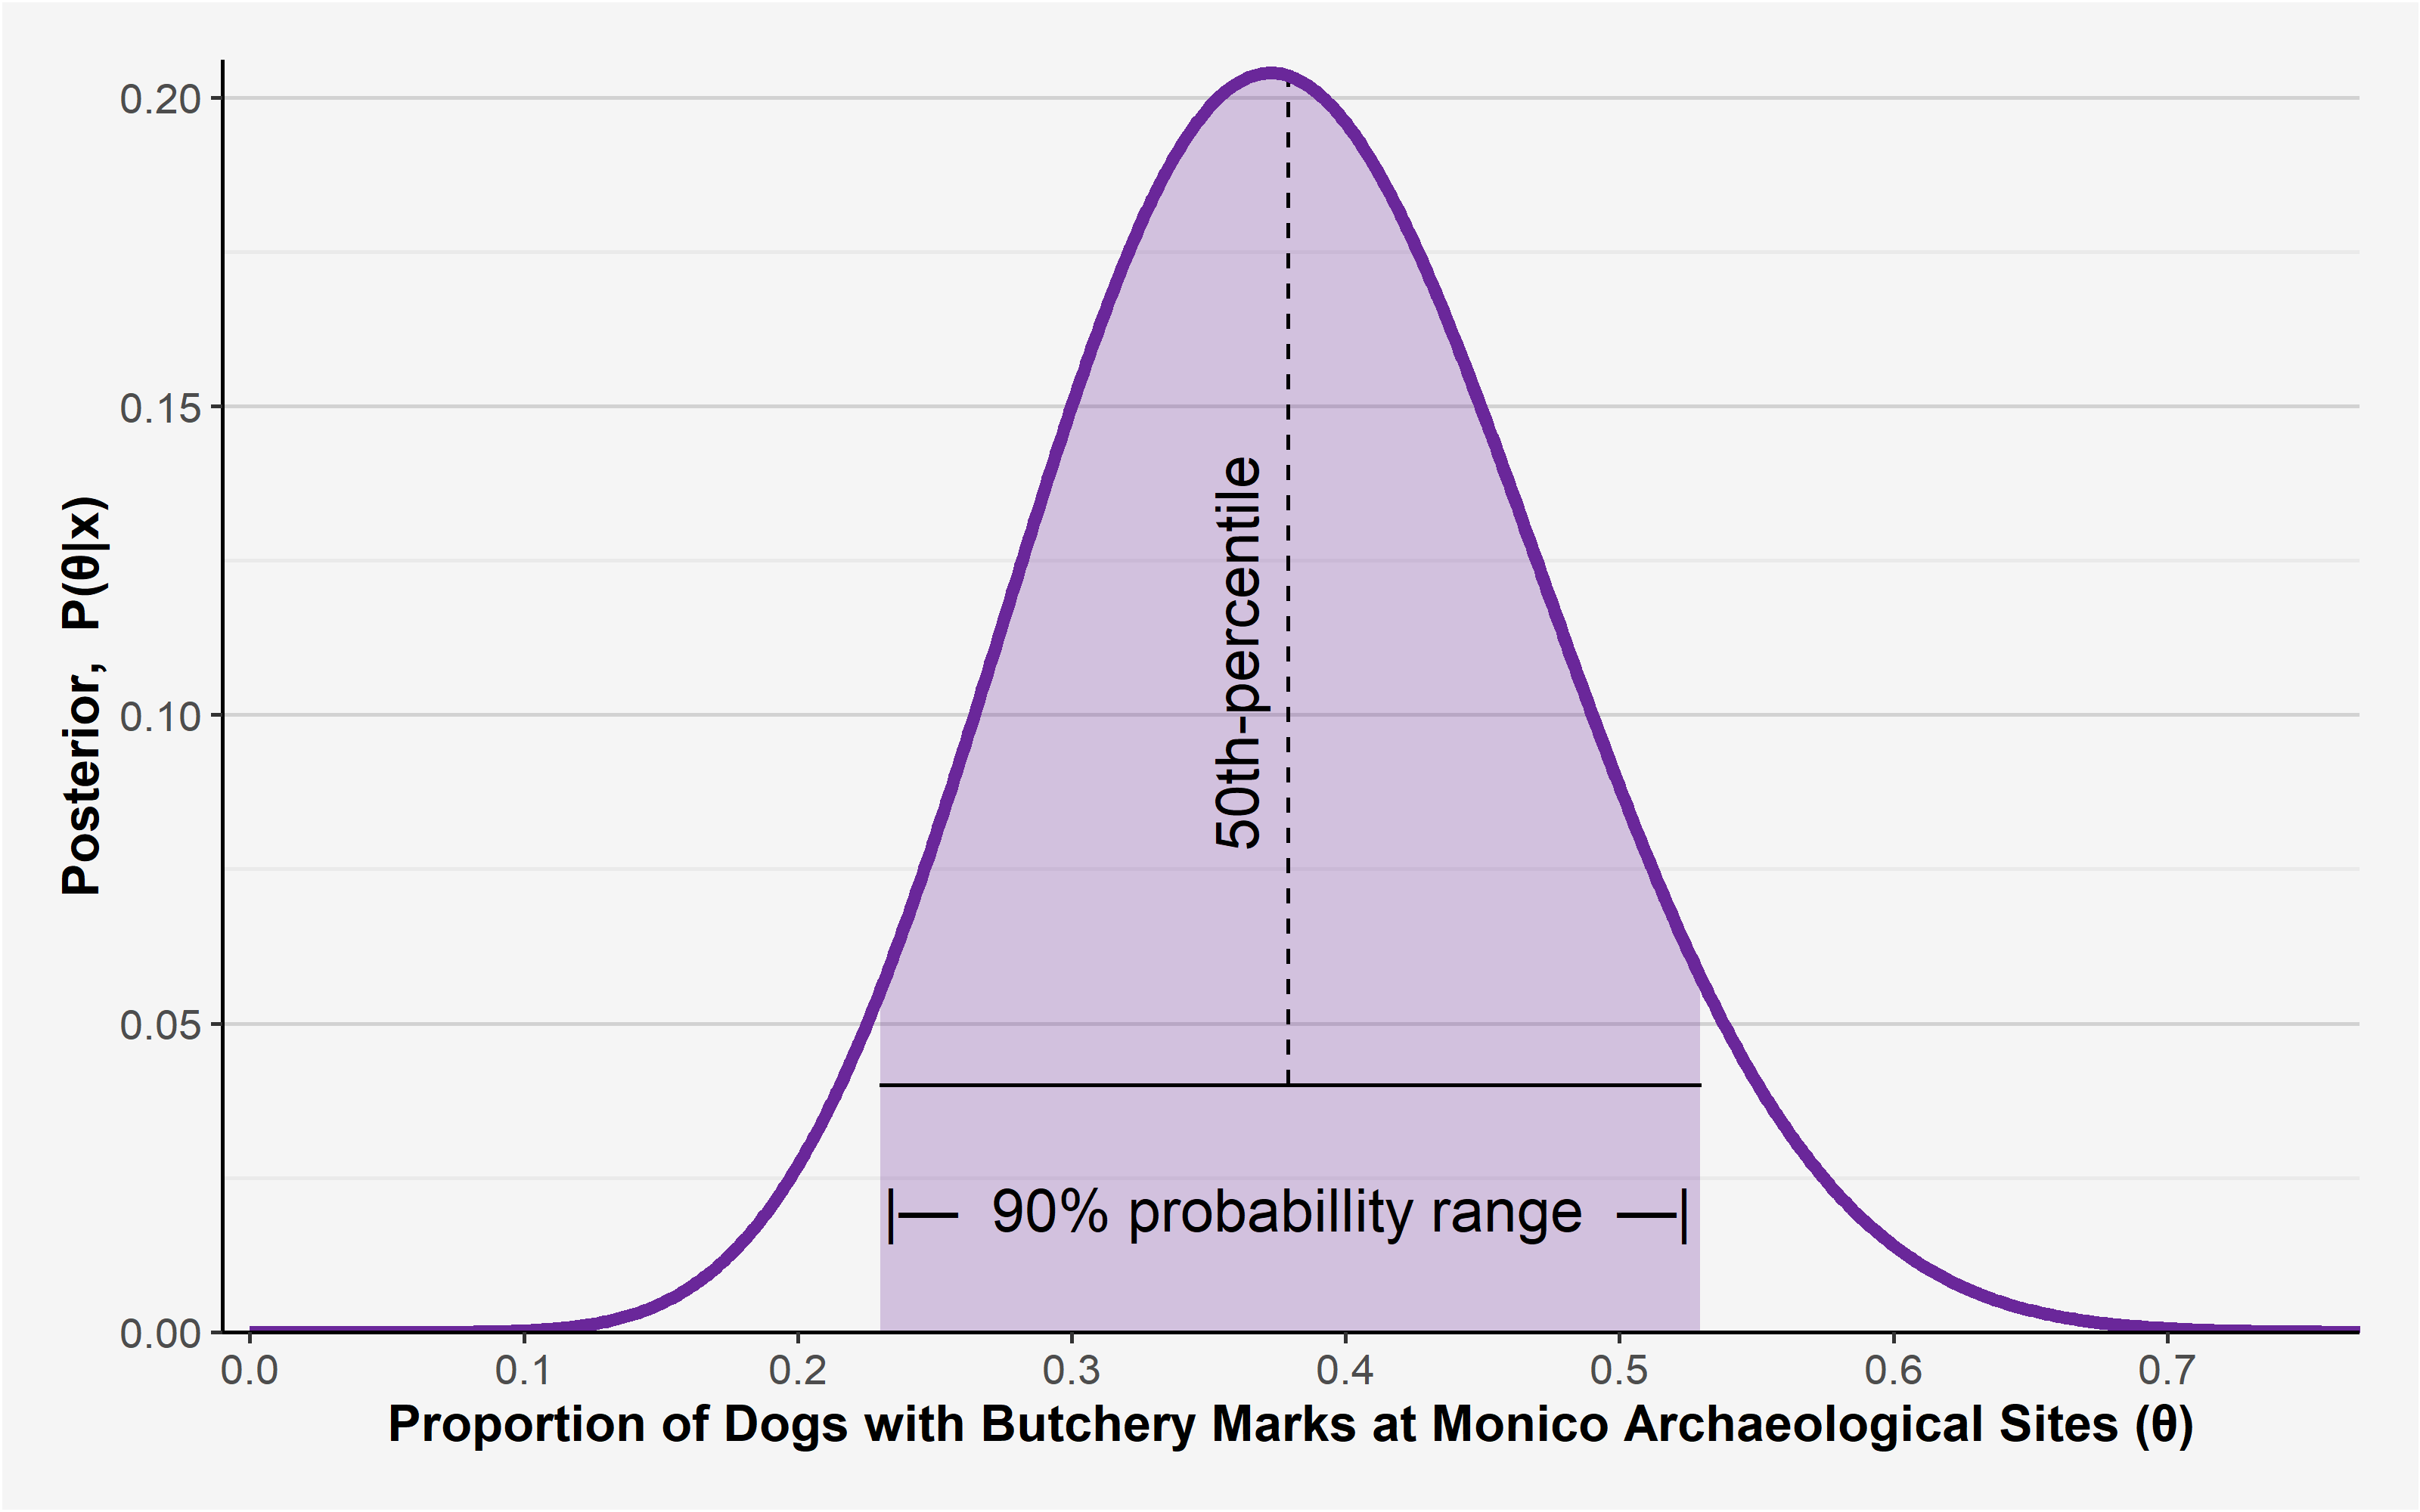 Posterior, P(θ|x)
0.20
0.15
0.10
0.05
0.00
50th-percentile
|— 90% probabillity range —|
0.0 0.1 0.2 0.3 0.4 0.5 0.6 0.7
Proportion of Dogs with Butchery Marks at Monico Archaeological Sites (θ)